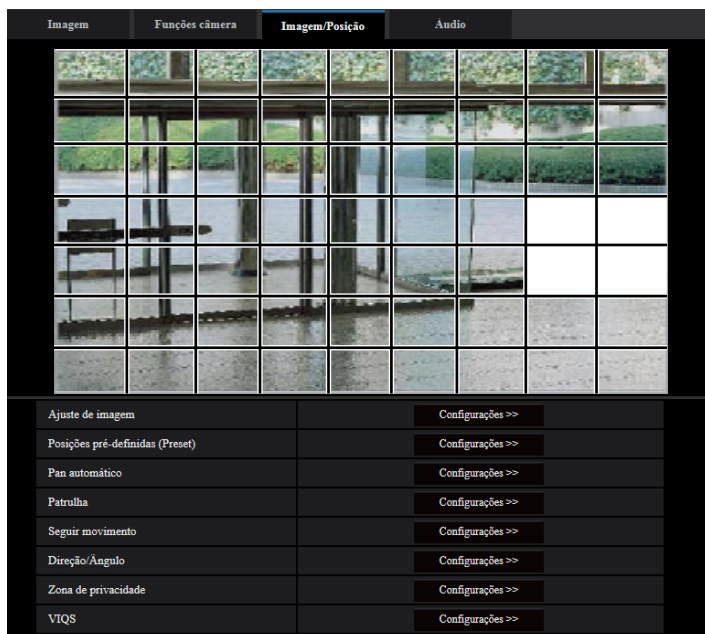 Imagem Funções câmera Imagem/Posição Áudio
Ajuste de imagem Configurações >>
Posições pré-definidas (Preset) Configurações >>
Pan automático Configurações >>
Patrulha Configurações >>
Seguir movimento Configurações >>
Direção/Ângulo Configurações >>
Zona de privacidade Configurações >>
VIQS Configurações >>